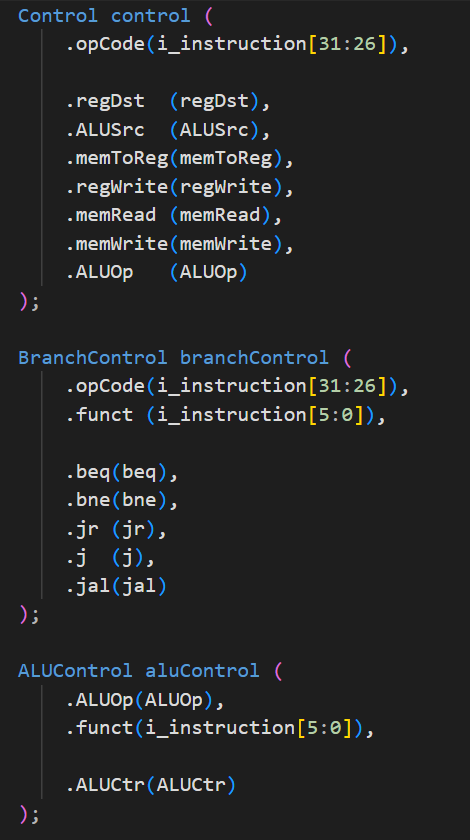 Control control (
    .opCode(i_instruction[31:26]),

    .regDst  (regDst),
    .ALUSrc  (ALUSrc),
    .memToReg(memToReg),
    .regWrite(regWrite),
    .memRead (memRead),
    .memWrite(memWrite),
    .ALUOp   (ALUOp)
);

BranchControl branchControl (
    .opCode(i_instruction[31:26]),
    .funct (i_instruction[5:0]),

    .beq(beq),
    .bne(bne),
    .jr (jr),
    .j  (j),
    .jal(jal)
);

ALUControl aluControl (
    .ALUOp(ALUOp),
    .funct(i_instruction[5:0]),

    .ALUCtr(ALUCtr)
);